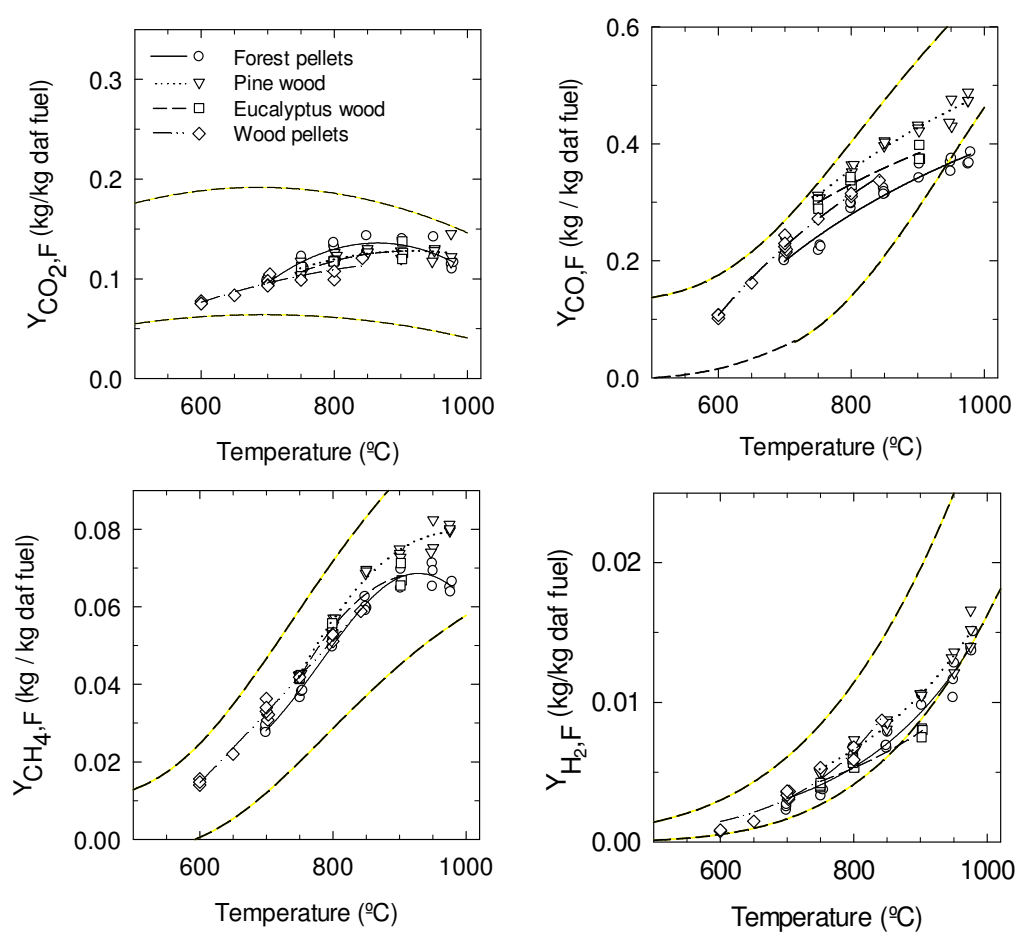 0.3
0.2
0.1
0.0
Y CO2,F (kg/kg daf fuel)
Forest pellets
Pine wood
Eucalyptus wood
Wood pellets
600 800 1000
Temperature (ºC)
0.6
0.4
0.2
0.0
Y CO,F (kg / kg daf fuel)
600 800 1000
Temperature (ºC)
0.08
0.06
0.04
0.02
0.00
Y CH4,F (kg / kg daf fuel)
600 800 1000
Temperature (ºC)
0.02
0.01
0.00
Y H2,F (kg/kg daf fuel)
600 800 1000
Temperature (ºC)